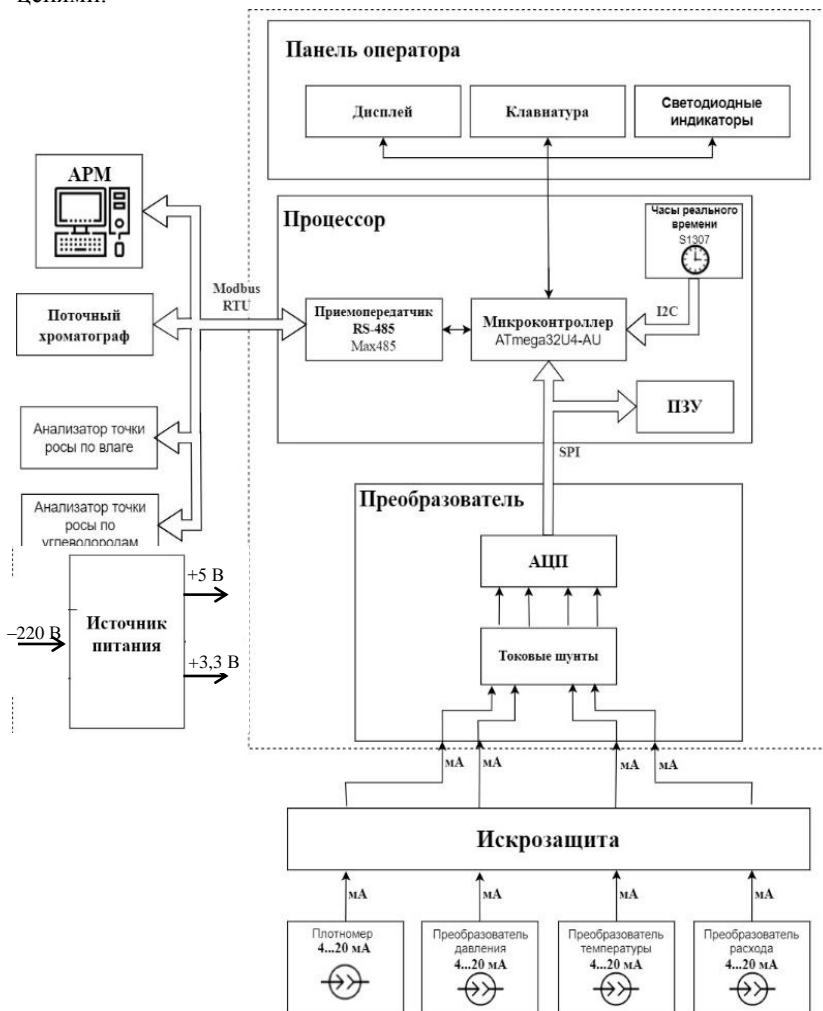 Панель оператора
Дисплей
Клавиатура
Светодиодные
индикаторы
АРМ
Процессор
Часы реального
времени
S1307
Modbus
RTU
Поточный
хроматограф
Приемопередатчик
RS-485
Max485
Микроконтроллер
ATmega32U4-AU
I2C
ПЗУ
Анализатор точки
росы по влаге
SPI
Анализатор точки
росы по
углеводородам
Преобразователь
АЦП
Токовые шунты
+5 В
Источник
питания
–220 В
+3,3 В
мА
мА
мА
мА
Искрозащита
мА
мА
мА
мА
Плотномер
4...20 мА
Преобразователь
давления
4...20 мА
Преобразователь
температуры
4...20 мА
Преобразователь
расхода
4...20 мА